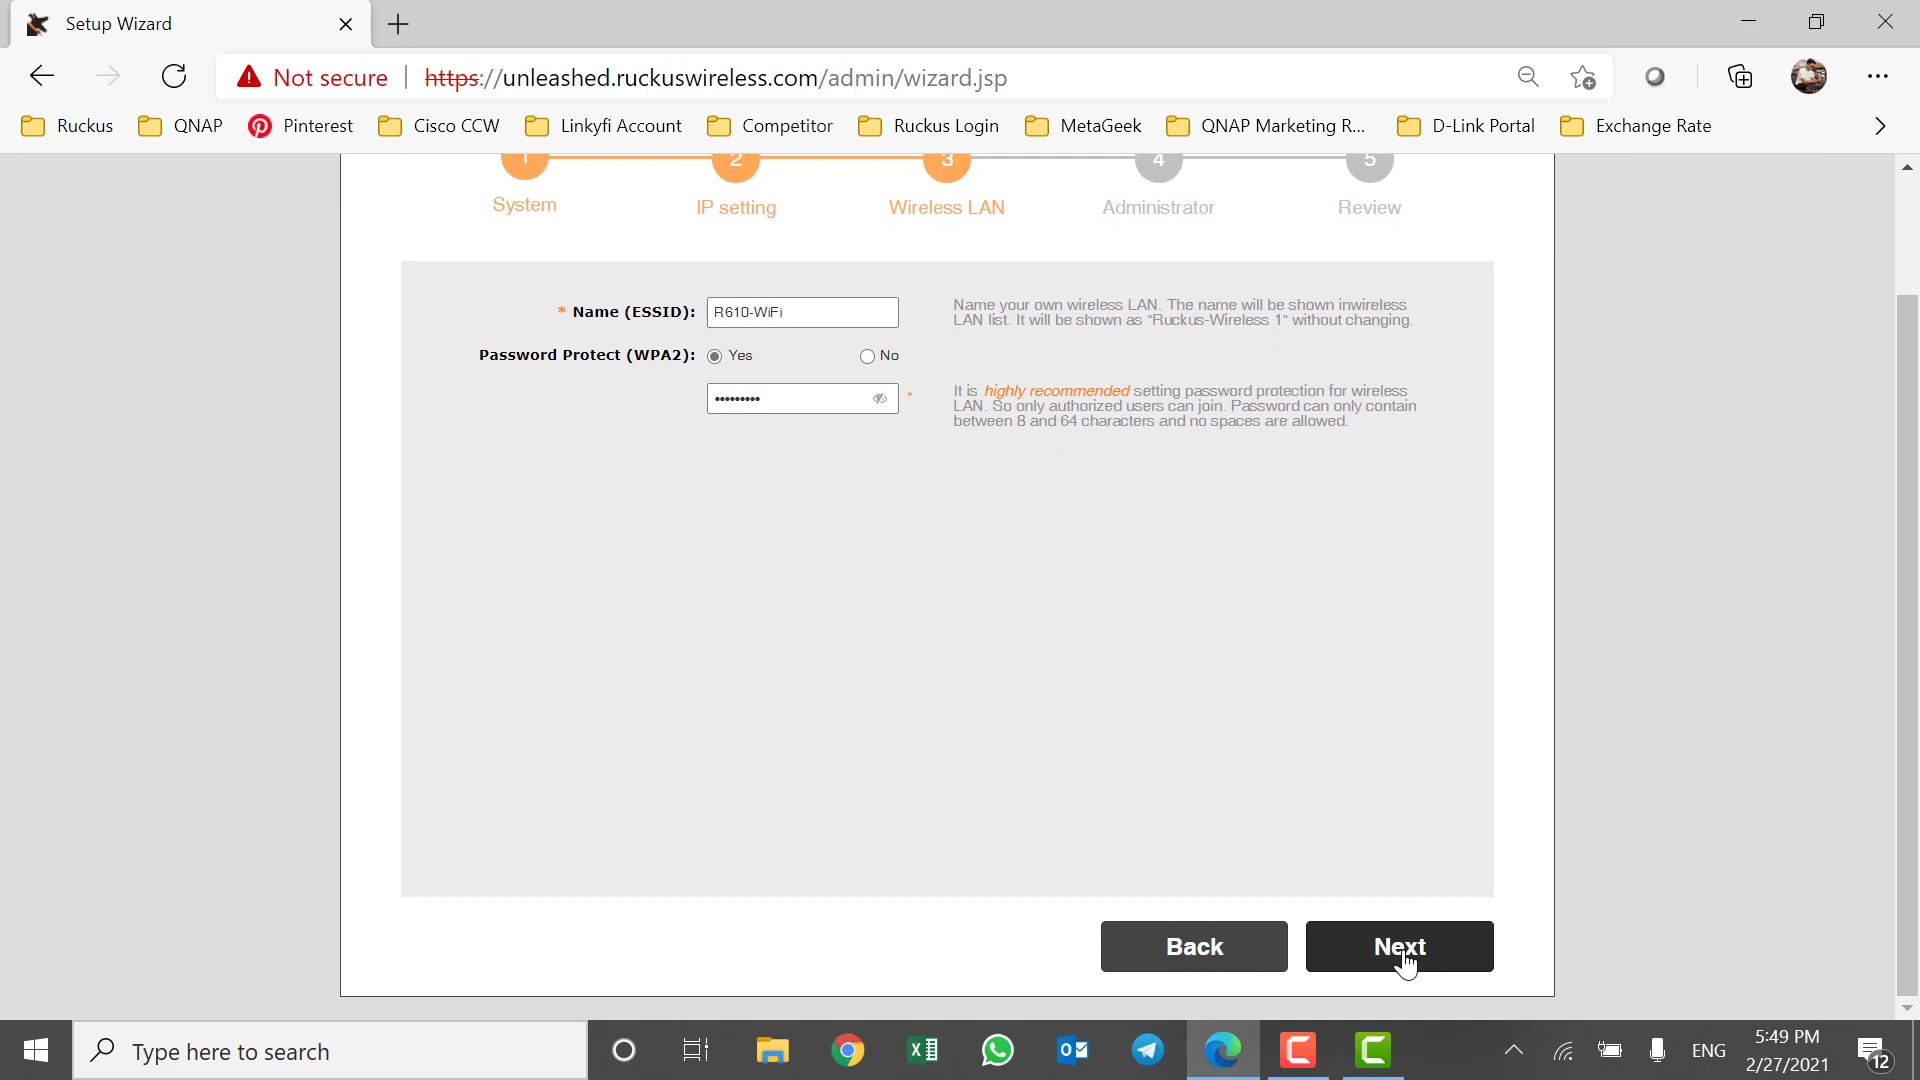 Setup Wizard
Not secure | https://unleashed.ruckuswireless.com/admin/wizard.jsp
Ruckus QNAP Pinterest Cisco CCW Linkyfi Account Competitor Ruckus Login MetaGeek QNAP Marketing R... D-Link Portal Exchange Rate
1 2 3 4 5
System IP setting Wireless LAN Administrator Review
* Name (ESSID): R610-WiFi
Name your own wireless LAN. The name will be shown inwireless
LAN list. It will be shown as "Ruckus-Wireless 1" without changing.
Password Protect (WPA2): Yes No
••••••••• *
It is highly recommended setting password protection for wireless
LAN. So only authorized users can join. Password can only contain
between 8 and 64 characters and no spaces are allowed.
Back Next
Type here to search
ENG
5:49 PM
2/27/2021
12